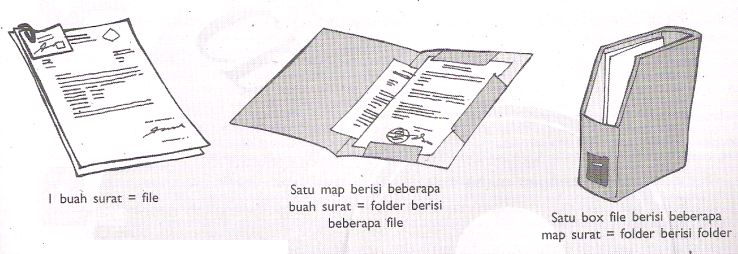 1 buah surat = file
Satu map berisi beberapa
buah surat = folder berisi
beberapa file
Satu box file berisi beberapa
map surat = folder berisi folder